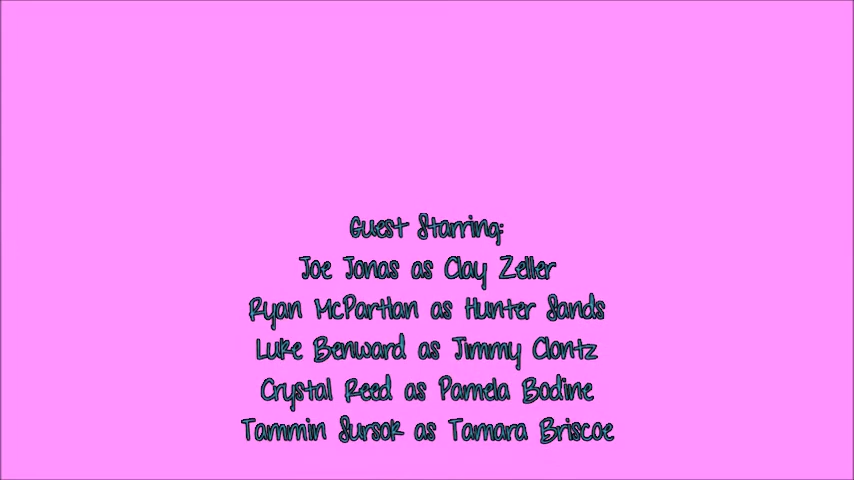 Guest Starring:
Joe Jonas as Clay Zeller
Ryan McPartlan as Hunter Sands
Luke Benward as Jimmy Clontz
Crystal Reed as Pamela Bodine
Tammin Sursok as Tamara Briscoe